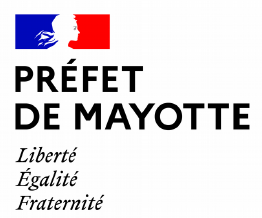 PRÉFET
DE MAYOTTE
Liberté
Égalité
Fraternité